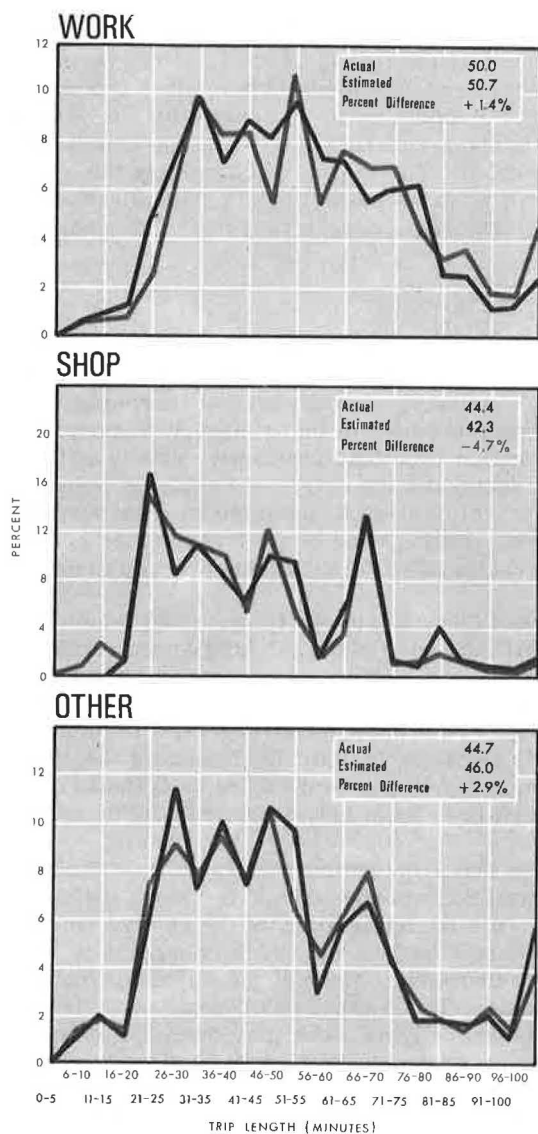 WORK
12
10
8
6
4
2
0
Actual 50.0
Estimated 50.7
Percent Difference +1.4%
SHOP
20
16
12
8
4
0
Actual 44.4
Estimated 42.3
Percent Difference -4.7%
PERCENT
OTHER
12
10
8
6
4
2
0
Actual 44.7
Estimated 46.0
Percent Difference +2.9%
6-10 16-20 26-30 36-40 46-50 56-60 66-70 76-80 86-90 96-100
0-5 11-15 21-25 31-35 41-45 51-55 61-65 71-75 81-85 91-100
TRIP LENGTH (MINUTES)